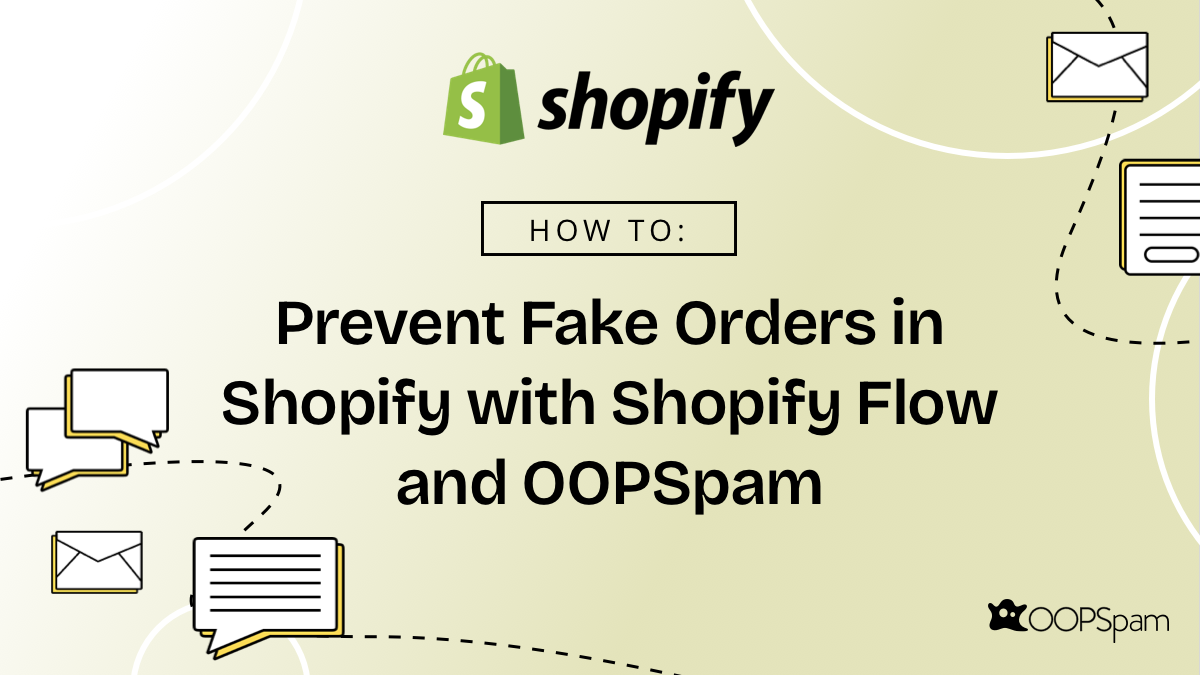 shopify
HOW TO:
Prevent Fake Orders in
Shopify with Shopify Flow
and OOPSpam
OOPSpam